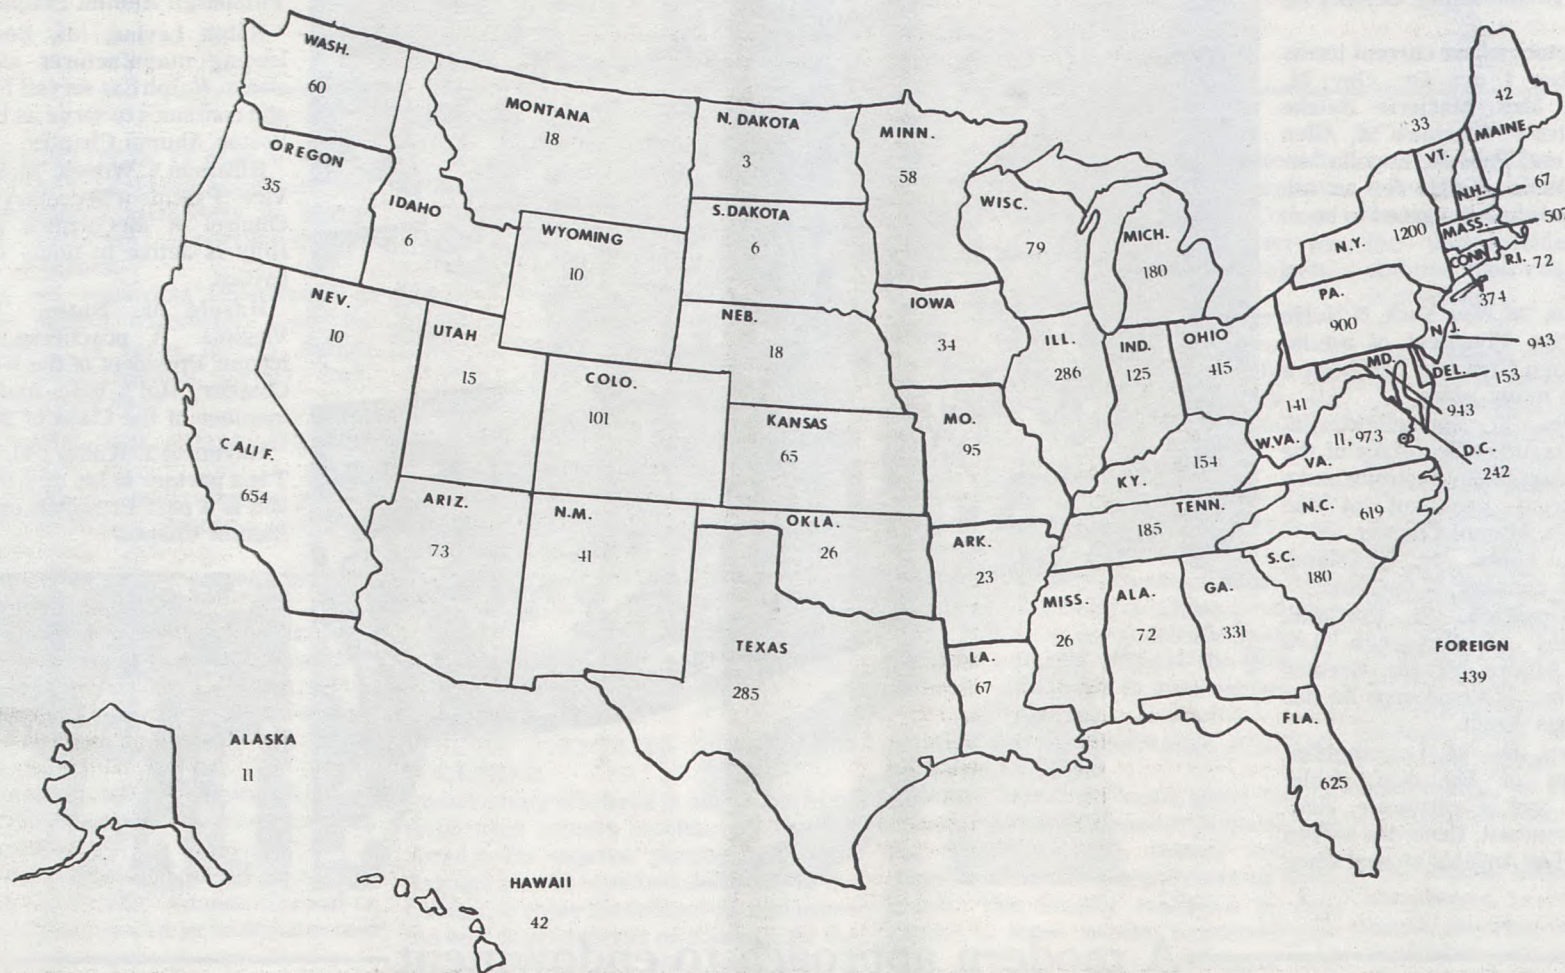 WASH.
60
OREGON
35
IDAHO
6
MONTANA
18
WYOMING
10
N. DAKOTA
3
S. DAKOTA
6
NEB.
18
MINN.
58
WISC.
79
MICH.
180
IOWA
34
ILL.
286
IND.
125
OHIO
415
NEV.
10
UTAH
15
COLO.
101
KANSAS
65
MO.
95
CALIF.
654
ARIZ.
73
N.M.
41
OKLA.
26
ARK.
23
TEXAS
285
LA.
67
MISS.
26
ALA.
72
GA.
331
FLA.
625
S.C.
180
N.C.
619
TENN.
185
KY.
154
W.VA.
141
VA.
11,973
PA.
900
N.Y.
1200
VT.
33
N.H.
67
MAINE
42
MASS.
507
R.I. 72
CONN
374
N.J.
943
DEL.
153
MD.
943
D.C.
242
FOREIGN
439
ALASKA
11
HAWAII
42